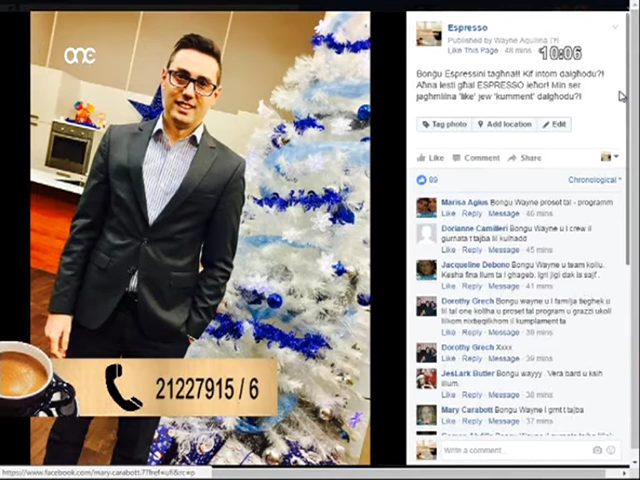 one
21227915 / 6
https://www.facebook.com/mary.carabott.7?fref=ufi&rc=p
Espresso
Published by Wayne Aquilina
Like This Page · 48 mins
10:06
Bonġu Espressini tagħna!! Kif intom dalgħodu?!
Aħna lesti għal ESPRESSO ieħor! Min ser
jagħmlilna 'like' jew 'kumment' dalgħodu?!
Tag photo
Add location
Edit
Like
Comment
Share
69
Chronological
Marisa Agius Bongu Wayne proset tal - programm
Like · Reply · Message · 46 mins
Dorianne Camilleri Bongu Wayne u l crew il
gurnata t tajba lil kulhadd
Like · Reply · Message · 45 mins
Jacqueline Debono Bongu Wayne u team kollu.
Kesha fina llum ta l ghageb. Igri jigi dak is sajf.
Like · Reply · Message · 41 mins
Dorothy Grech Bongu wayne u l familja tieghek u
lil tal one kollha u proset tal program u grazzi ukoll
lilkom nixtieqilkhom il kumplament ta
Like · Reply · Message · 39 mins
Dorothy Grech Xxxx
Like · Reply · Message · 39 mins
JesLark Butler Bongu wayyy . Vera bard u ksih
illum.
Like · Reply · Message · 38 mins
Mary Carabott Bongu Wayne l grnt t tajba
Like · Reply · Message · 37 mins
Write a comment...